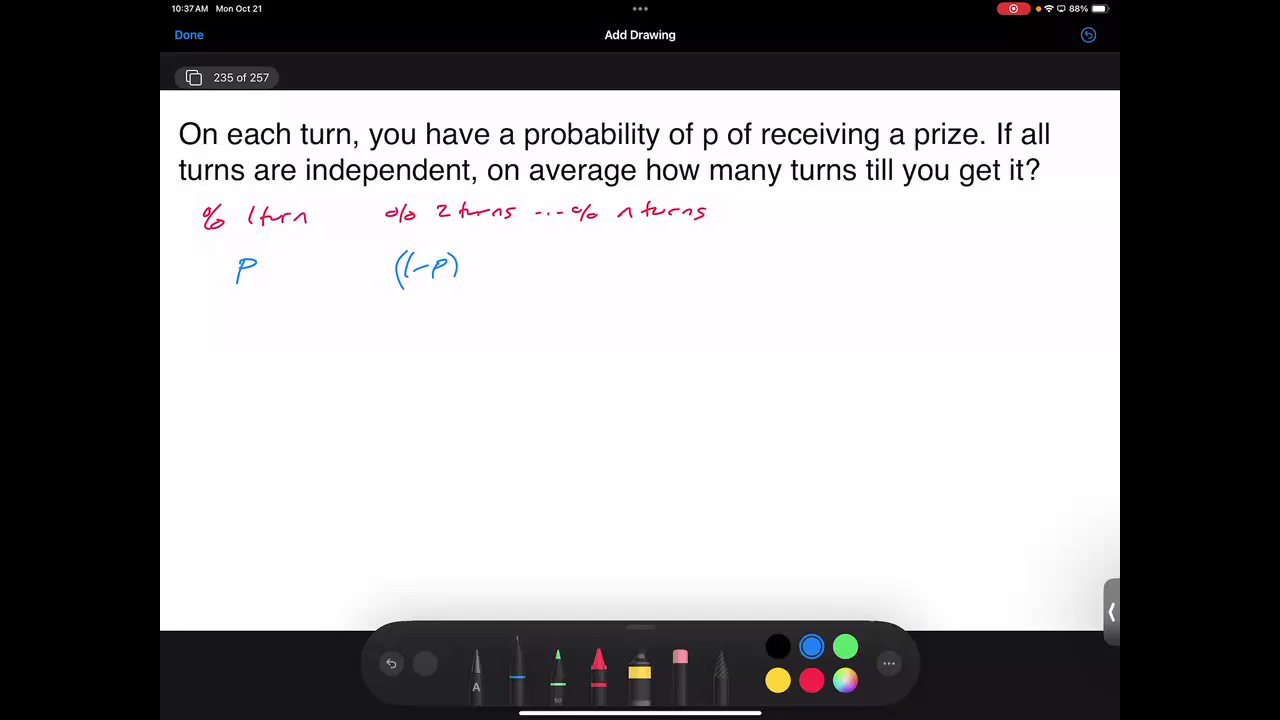 10:37 AM Mon Oct 21
88%
Done
Add Drawing
235 of 257
On each turn, you have a probability of p of receiving a prize. If all
turns are independent, on average how many turns till you get it?
% 1 turn % 2 turns ... % n turns
p (1-p)
A